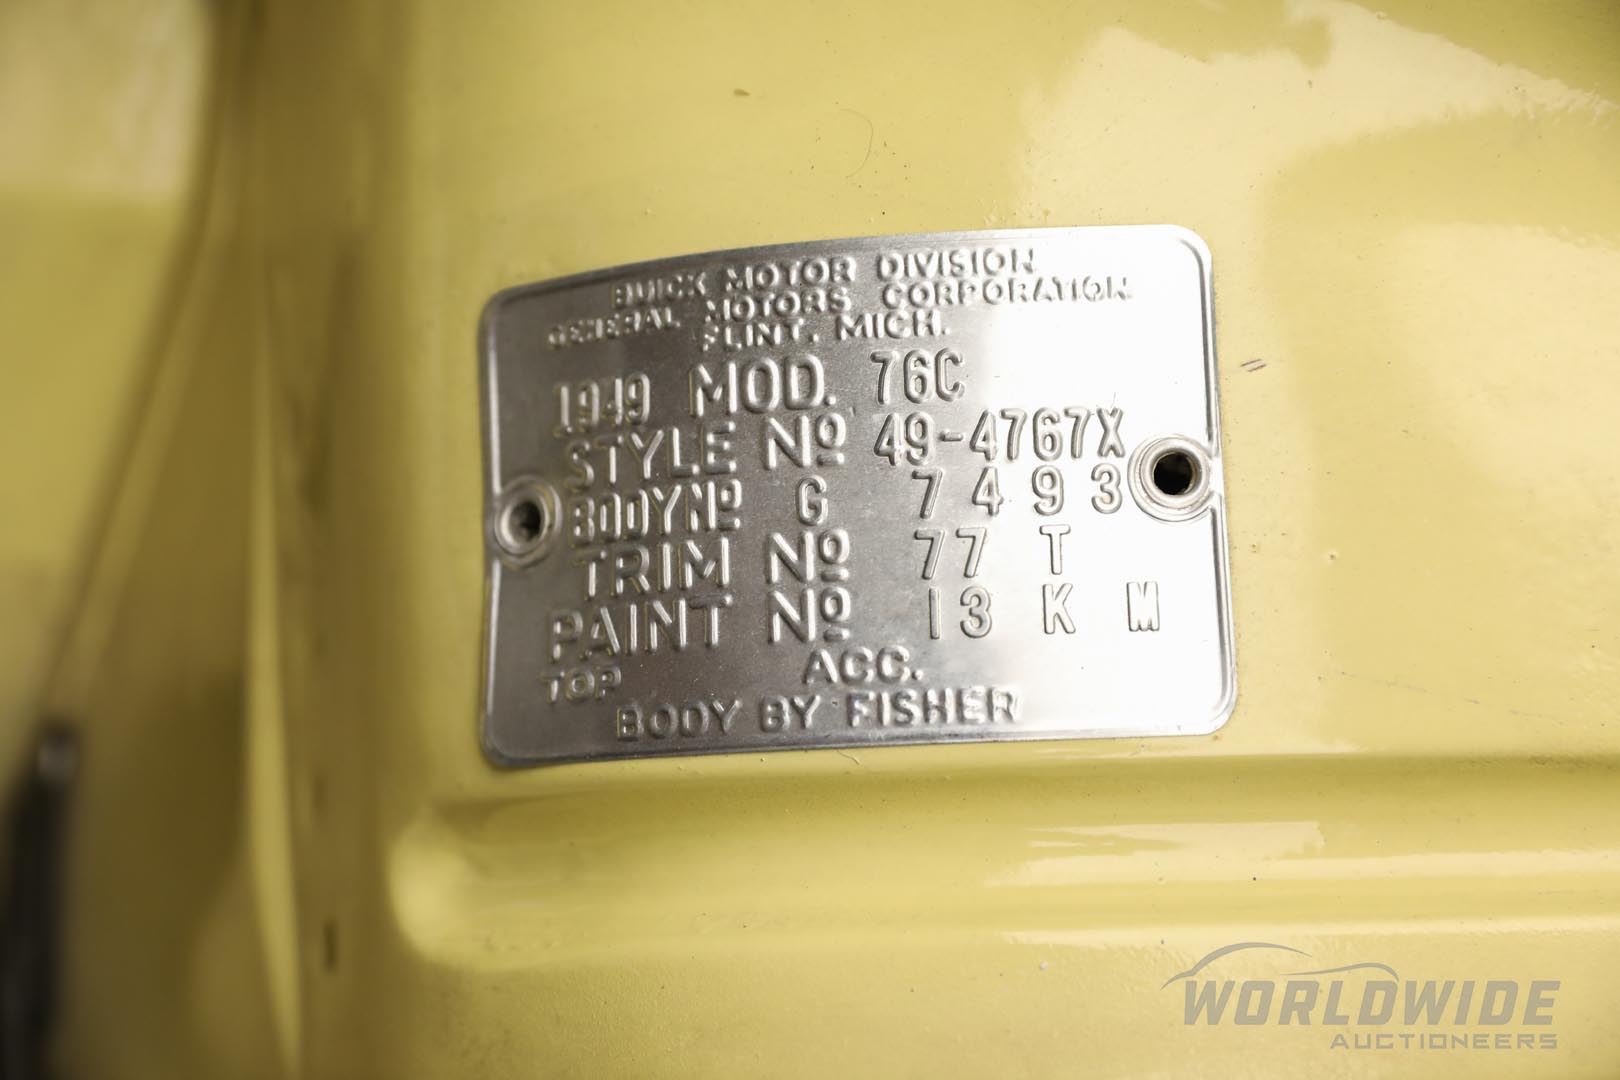 BUICK MOTOR DIVISION
GENERAL MOTORS CORPORATION
FLINT, MICH.
1949 MOD. 76C
STYLE Nº 49-4767X
BODY Nº G 7493
TRIM Nº 77 T
PAINT Nº 13 K M
TOP ACC.
BODY BY FISHER
WORLDWIDE
AUCTIONEERS